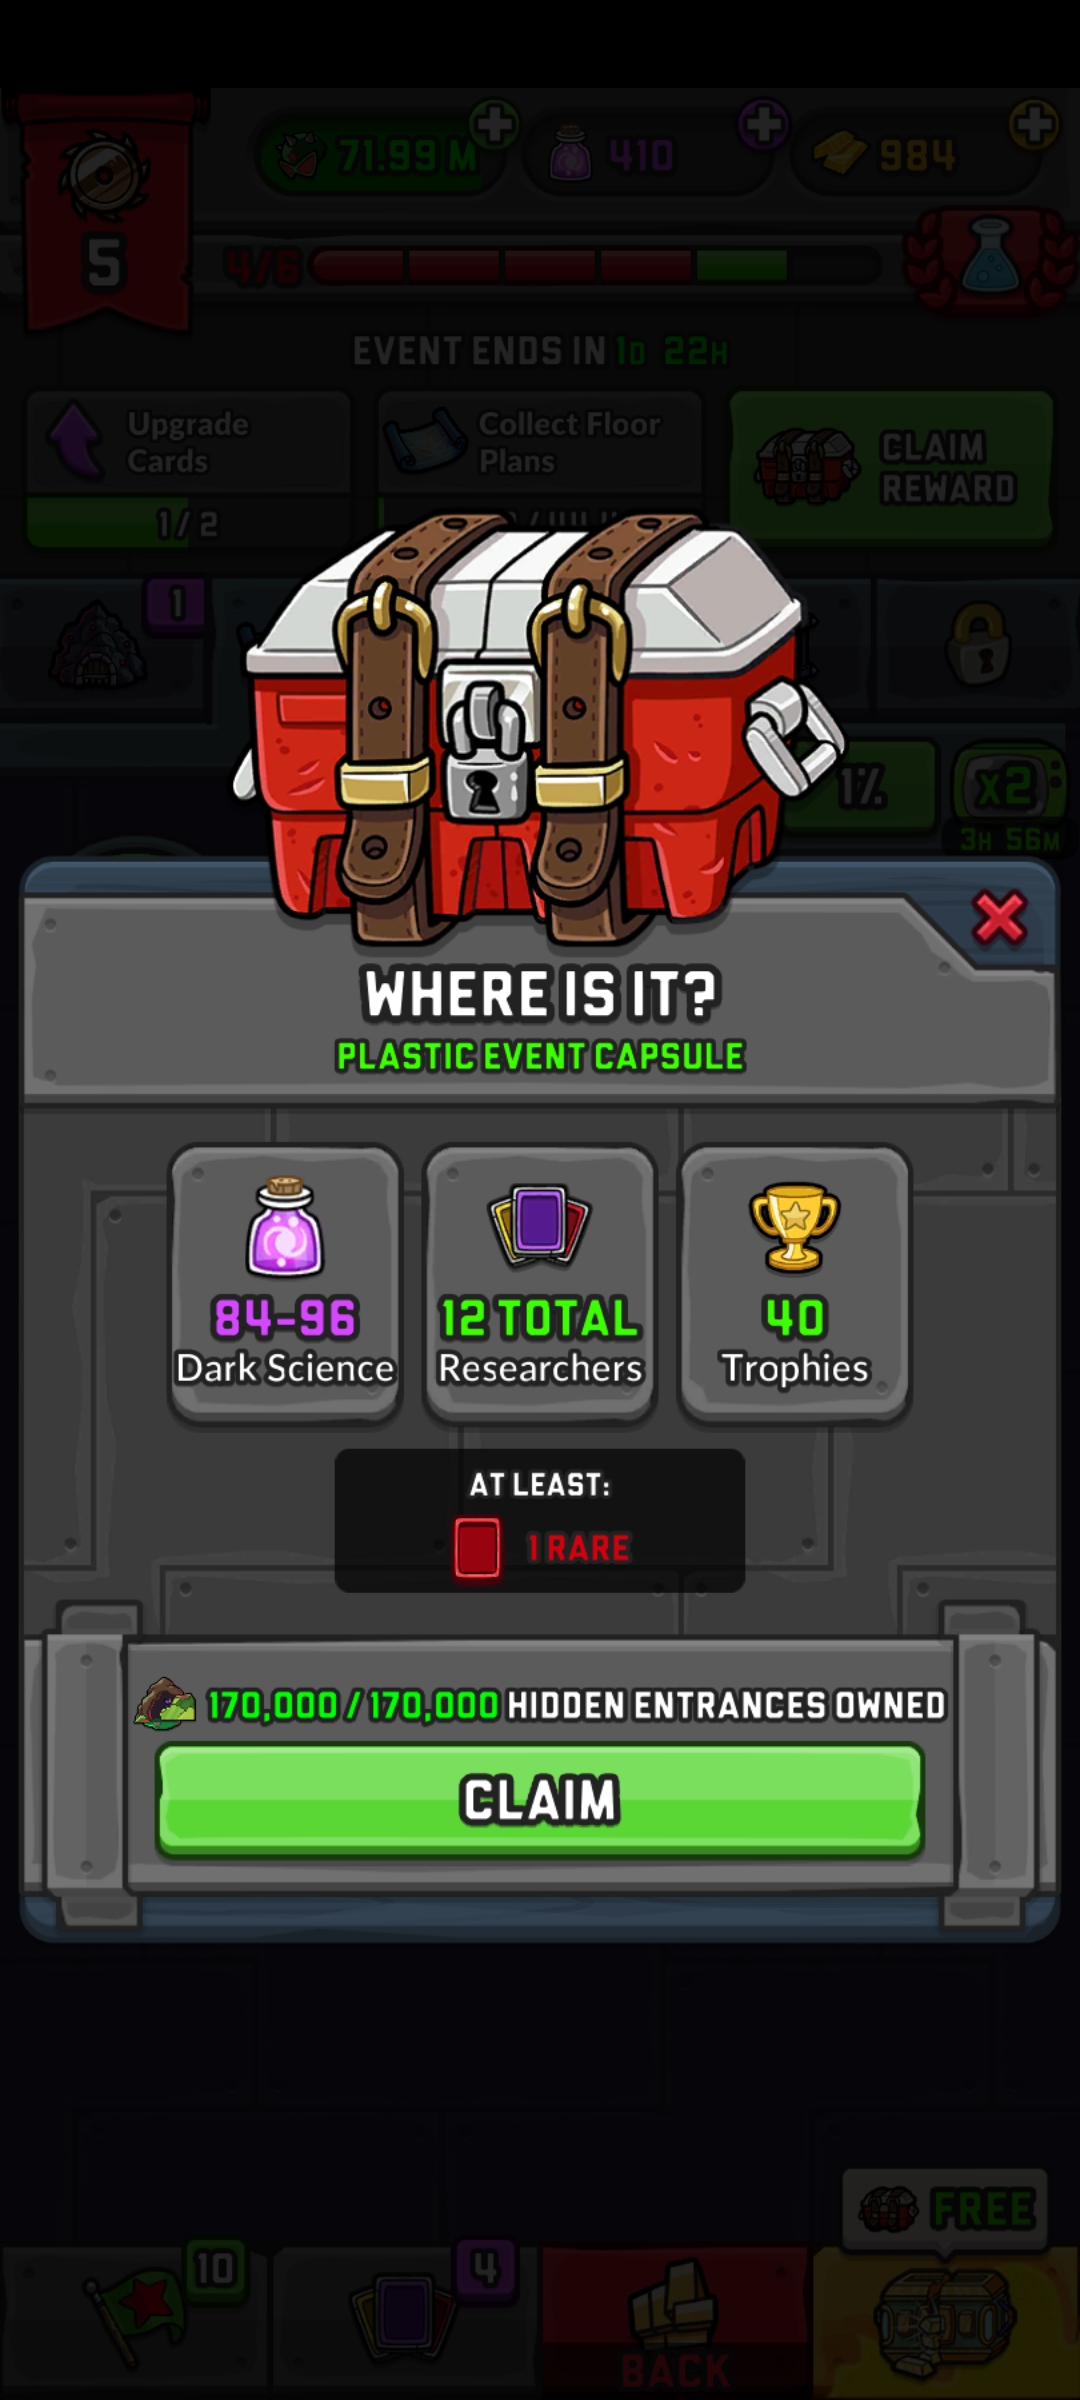 71.99 M
410
984
5
4/6
EVENT ENDS IN 1D 22H
Upgrade
Cards
1/2
Collect Floor
Plans
CLAIM
REWARD
1
1%
x2
3H 56M
WHERE IS IT?
PLASTIC EVENT CAPSULE
84-96
Dark Science
12 TOTAL
Researchers
40
Trophies
AT LEAST:
1 RARE
170,000 / 170,000 HIDDEN ENTRANCES OWNED
CLAIM
FREE
10
4
BACK